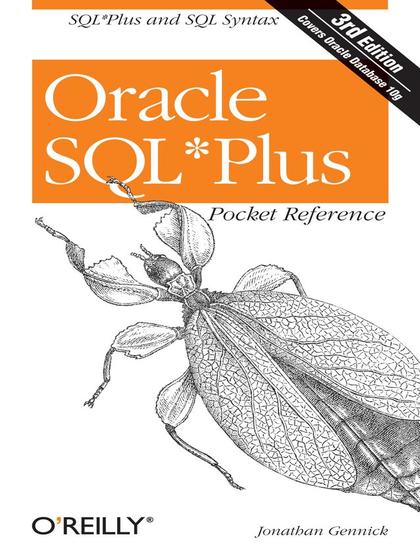 SQL*Plus and SQL Syntax
3rd Edition
Covers Oracle Database 10g
Oracle
SQL*Plus
Pocket Reference
O'REILLY®
Jonathan Gennick